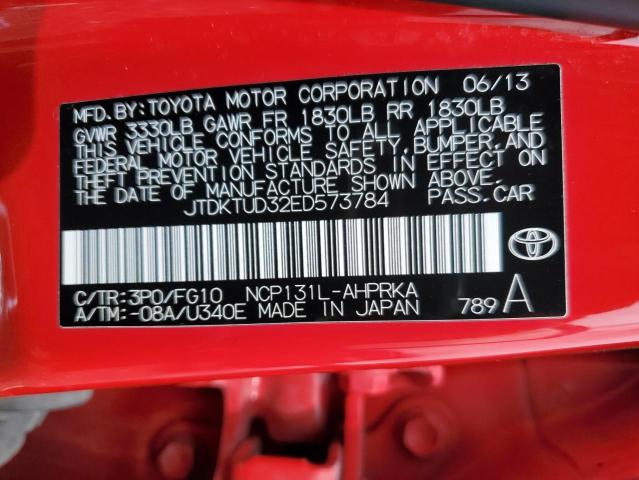 MFD. BY: TOYOTA MOTOR CORPORATION 06/13
GVWR 3330LB GAWR FR 1830LB RR 1830LB
THIS VEHICLE CONFORMS TO ALL APPLICABLE
FEDERAL MOTOR VEHICLE SAFETY, BUMPER, AND
THEFT PREVENTION STANDARDS IN EFFECT ON
THE DATE OF MANUFACTURE SHOWN ABOVE.
JTDKTUD32ED573784 PASS. CAR
C/TR: 3P0/FG10 NCP131L-AHPRKA
A/TM: -08A/U340E MADE IN JAPAN 789 A